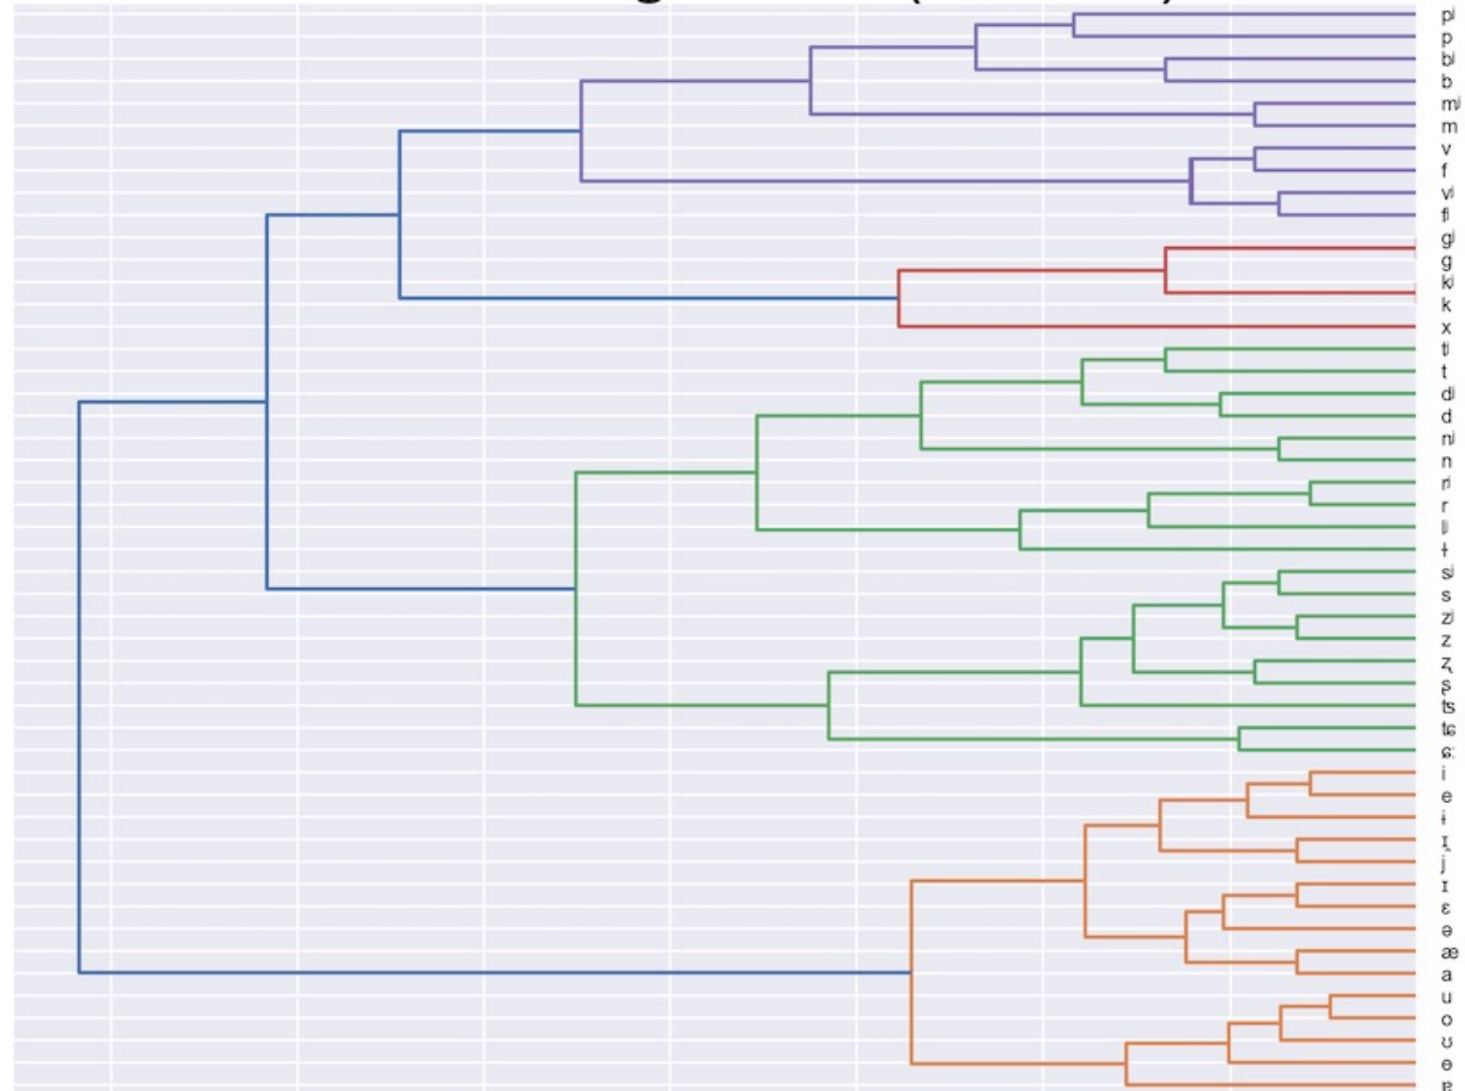 pʲ
p
bʲ
b
mʲ
m
v
f
vʲ
fʲ
gʲ
g
kʲ
k
x
tʲ
t
dʲ
d
nʲ
n
rʲ
r
lʲ
ɫ
sʲ
s
zʲ
z
ʐ
ʂ
ts
tɕ
ɕː
i
e
ɨ
ɪ̯
j
ɪ
ɛ
ə
æ
a
u
o
ʊ
ɵ